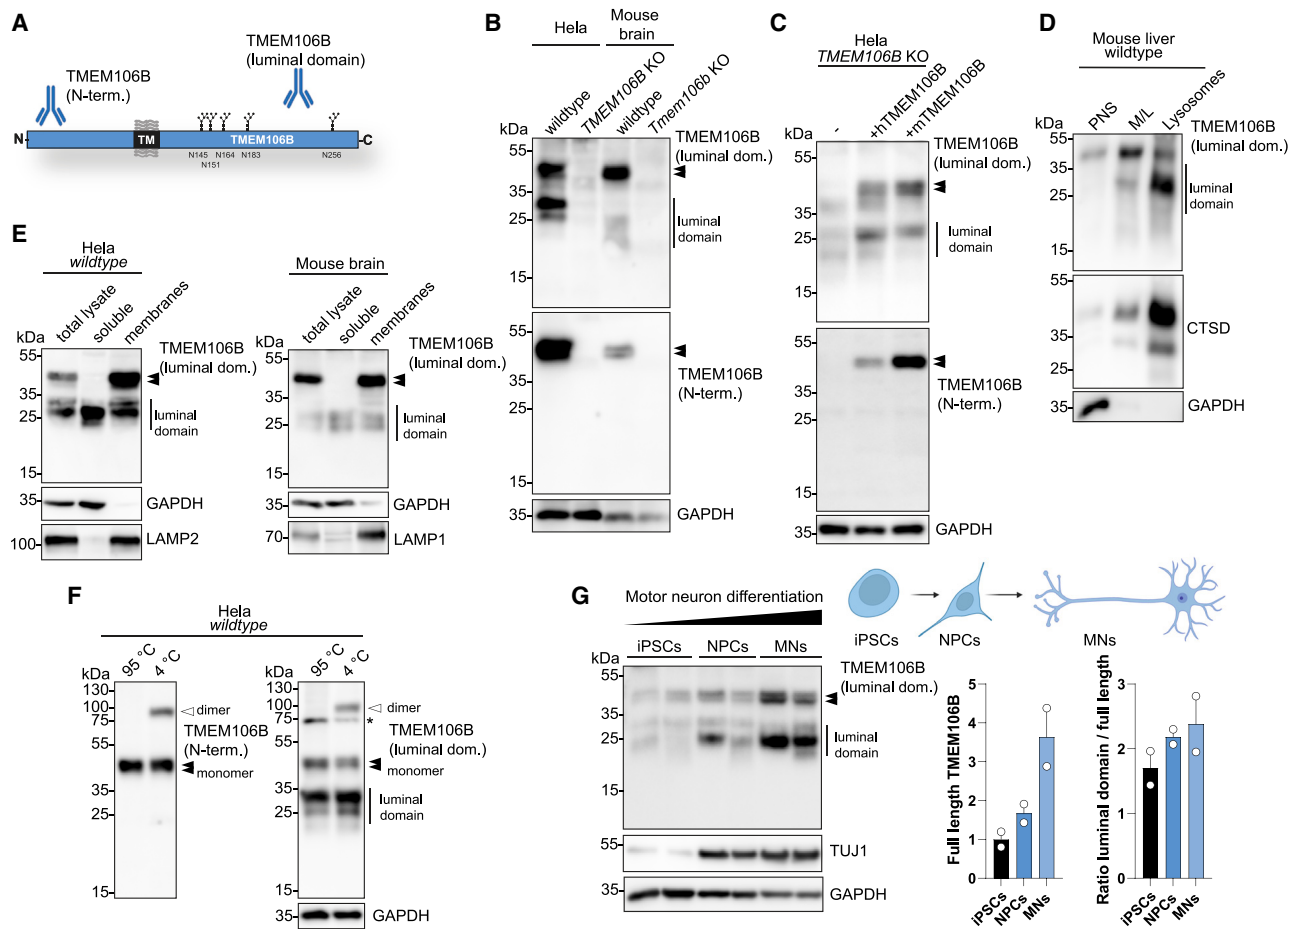 A
TMEM106B
(N-term.)
TMEM106B
(luminal domain)
N-
TM
TMEM106B
-C
N145
N151
N164
N183
N256
B
Hela
Mouse
brain
wildtype
TMEM106B KO
wildtype
Tmem106b KO
kDa
55
35
25
15
TMEM106B
(luminal dom.)
luminal
domain
55
35
25
15
TMEM106B
(N-term.)
35
GAPDH
C
Hela
TMEM106B KO
-
+hTMEM106B
+mTMEM106B
kDa
55
35
25
15
TMEM106B
(luminal dom.)
luminal
domain
55
35
25
15
TMEM106B
(N-term.)
35
GAPDH
D
Mouse liver
wildtype
PNS
M/L
Lysosomes
kDa
55
35
25
15
TMEM106B
(luminal dom.)
luminal
domain
55
35
25
CTSD
35
GAPDH
E
Hela
wildtype
total lysate
soluble
membranes
kDa
55
35
25
15
TMEM106B
(luminal dom.)
luminal
domain
35
GAPDH
100
LAMP2
Mouse brain
total lysate
soluble
membranes
kDa
55
35
25
15
TMEM106B
(luminal dom.)
luminal
domain
35
GAPDH
70
LAMP1
F
Hela
wildtype
95 °C
4 °C
kDa
130
100
75
55
35
25
15
dimer
TMEM106B
(N-term.)
monomer
95 °C
4 °C
kDa
130
100
75
55
35
25
15
dimer
*
TMEM106B
(luminal dom.)
monomer
luminal
domain
35
GAPDH
G
Motor neuron differentiation
iPSCs
NPCs
MNs
kDa
55
35
25
15
TMEM106B
(luminal dom.)
luminal
domain
55
TUJ1
35
GAPDH
iPSCs
NPCs
MNs
Full length TMEM106B
5
4
3
2
1
0
iPSCs
NPCs
MNs
Ratio luminal domain / full length
3
2
1
0
iPSCs
NPCs
MNs